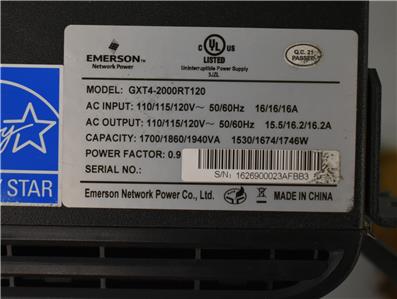 EMERSON
Network Power
UL
C
US
LISTED
Uninterruptible Power Supply
Q.C. 21
PASSED
MODEL: GXT4-2000RT120
AC INPUT: 110/115/120V~ 50/60Hz 16/16/16A
AC OUTPUT: 110/115/120V~ 50/60Hz 15.5/16.2/16.2A
CAPACITY: 1700/1860/1940VA 1530/1674/1746W
POWER FACTOR: 0.9
SERIAL NO.:
S/N: 1626900023AFBB3
Emerson Network Power Co., Ltd.
MADE IN CHINA
Y STAR